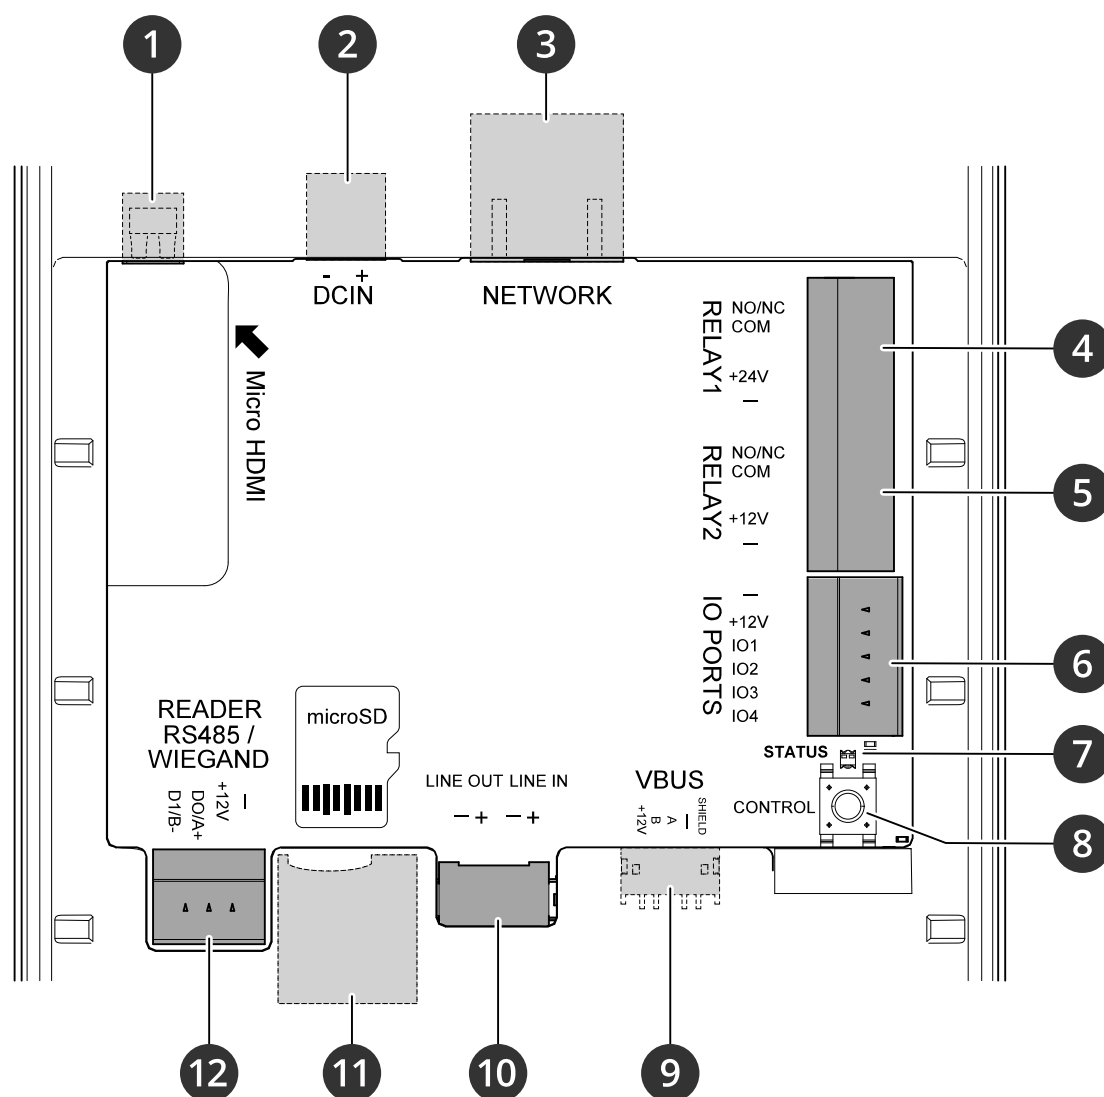 1
2
3
- +
DCIN
NETWORK
Micro HDMI
RELAY1
NO/NC
COM
+24V
—
4
RELAY2
NO/NC
COM
+12V
—
5
IO PORTS
—
+12V
IO1
IO2
IO3
IO4
6
STATUS
7
CONTROL
8
READER
RS485 /
WIEGAND
D1/B-
DO/A+
+12V
—
microSD
LINE OUT LINE IN
— + — +
VBUS
+12V
B
A
—
SHIELD
12
11
10
9